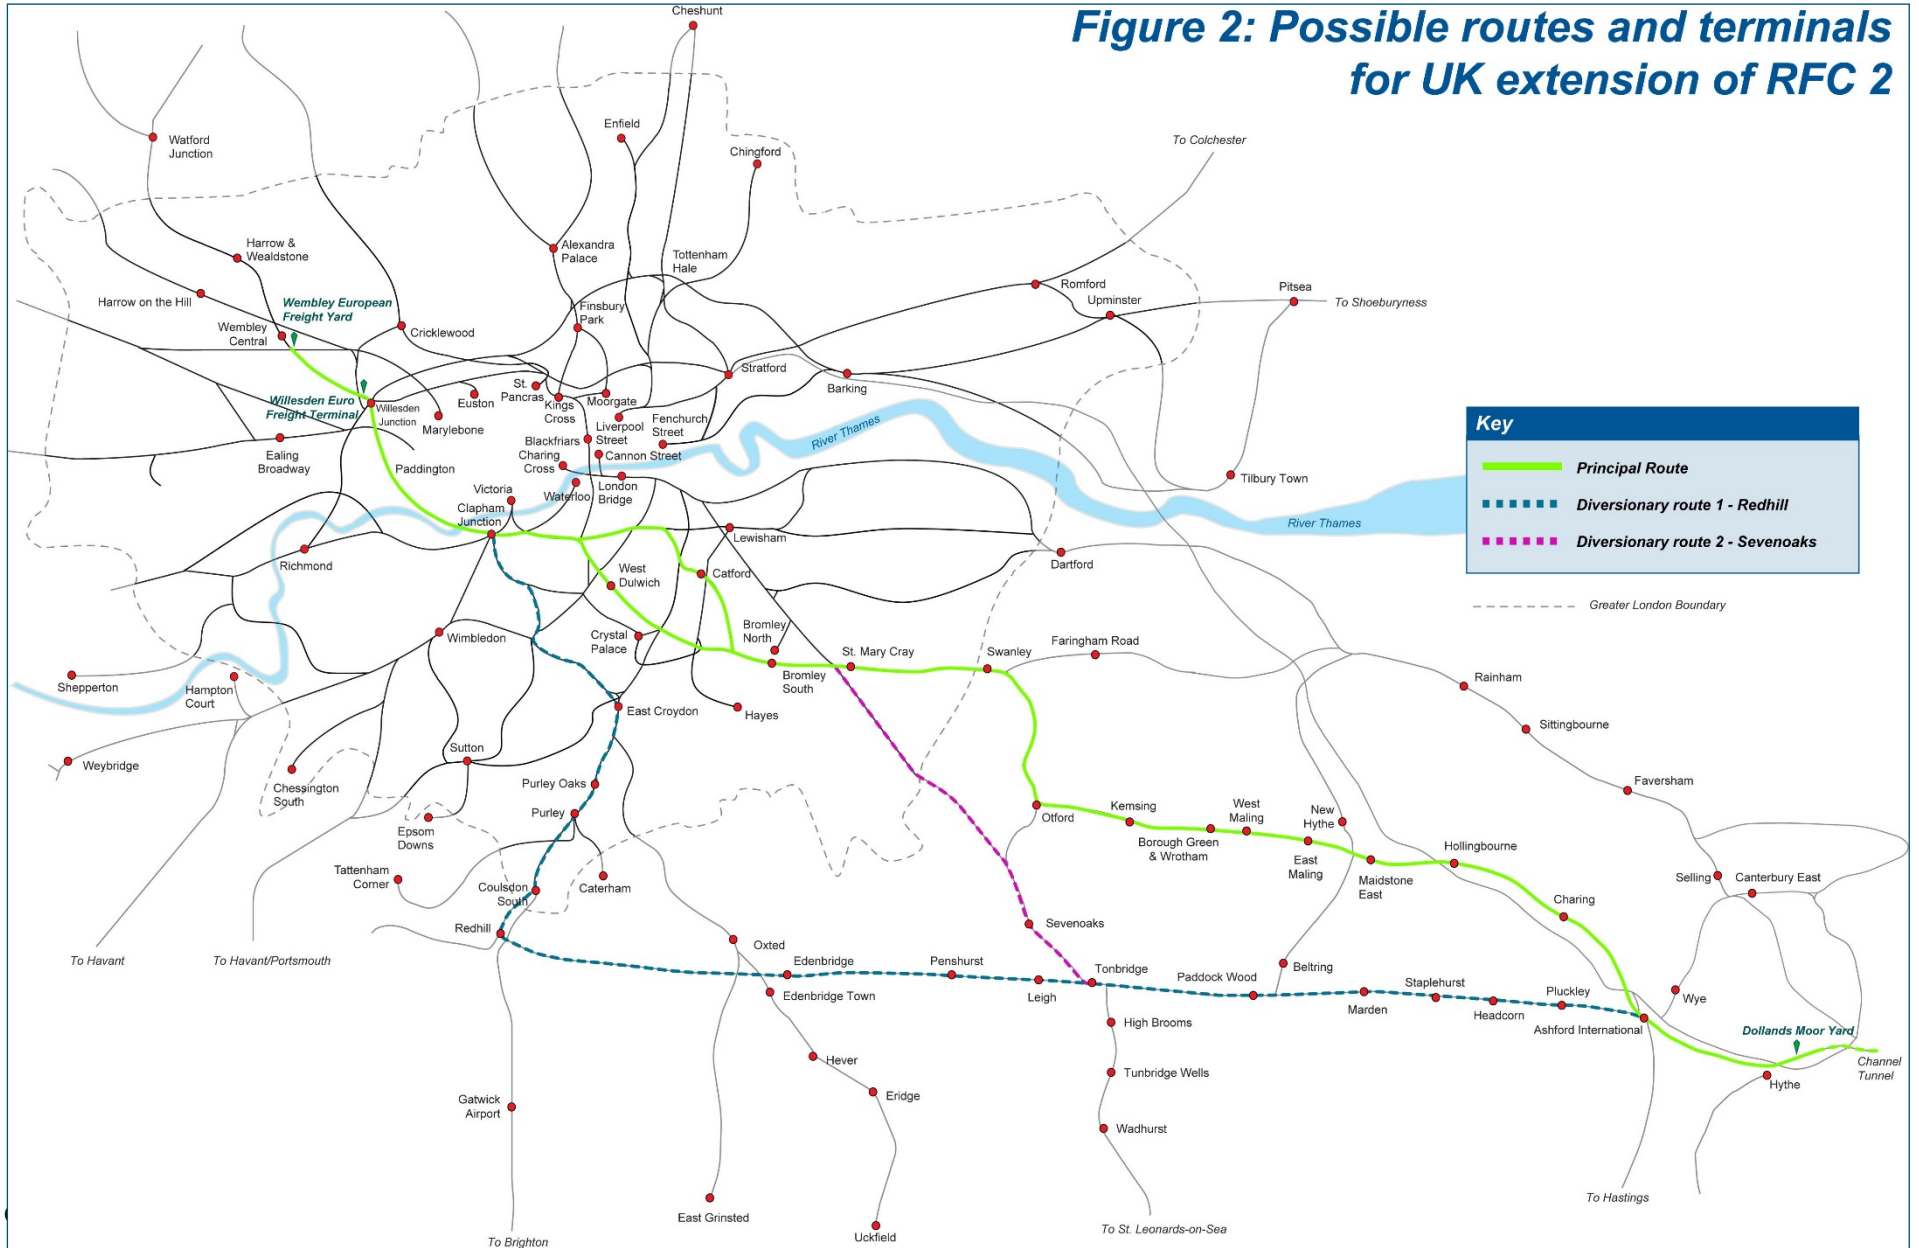 Figure 2: Possible routes and terminals
for UK extension of RFC 2
Cheshunt
Watford
Junction
Enfield
Chingford
To Colchester
Harrow &
Wealdstone
Alexandra
Palace
Tottenham
Hale
Harrow on the Hill
Wembley European
Freight Yard
Wembley
Central
Cricklewood
Finsbury
Park
Romford
Upminster
Pitsea
To Shoeburyness
Stratford
Barking
Willesden Euro
Freight Terminal
Willesden
Junction
Euston
Marylebone
St.
Pancras
Kings
Cross
Moorgate
Liverpool
Street
Fenchurch
Street
Blackfriars
Charing
Cross
Cannon Street
River Thames
Ealing
Broadway
Paddington
Victoria
Waterloo
London
Bridge
Clapham
Junction
Tilbury Town
River Thames
Key
Principal Route
Diversionary route 1 - Redhill
Diversionary route 2 - Sevenoaks
Greater London Boundary
Richmond
Lewisham
Dartford
West
Dulwich
Catford
Wimbledon
Crystal
Palace
Bromley
North
Bromley
South
St. Mary Cray
Swanley
Faringham Road
Rainham
Shepperton
Hampton
Court
East Croydon
Hayes
Sittingbourne
Weybridge
Chessington
South
Sutton
Purley Oaks
Purley
Epsom
Downs
Faversham
Otford
Kemsing
Borough Green
& Wrotham
West
Maling
East
Maling
New
Hythe
Maidstone
East
Hollingbourne
Tattenham
Corner
Coulsdon
South
Caterham
Selling
Canterbury East
Charing
Redhill
Sevenoaks
To Havant
To Havant/Portsmouth
Oxted
Edenbridge
Edenbridge Town
Penshurst
Leigh
Tonbridge
Paddock Wood
Beltring
Marden
Staplehurst
Headcorn
Pluckley
Ashford International
Wye
Dollands Moor Yard
Channel
Tunnel
Hythe
High Brooms
Hever
Tunbridge Wells
Eridge
Gatwick
Airport
Wadhurst
East Grinsted
Uckfield
To Brighton
To St. Leonards-on-Sea
To Hastings